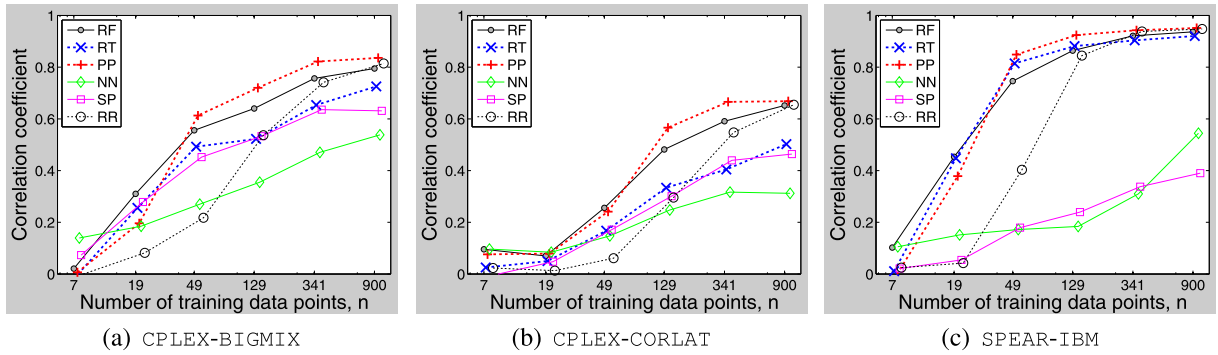 Correlation coefficient
1
0.8
0.6
0.4
0.2
0
RF
RT
PP
NN
SP
RR
7 19 49 129 341 900
Number of training data points, n
(a) CPLEX-BIGMIX
Correlation coefficient
1
0.8
0.6
0.4
0.2
0
RF
RT
PP
NN
SP
RR
7 19 49 129 341 900
Number of training data points, n
(b) CPLEX-CORLAT
Correlation coefficient
1
0.8
0.6
0.4
0.2
0
RF
RT
PP
NN
SP
RR
7 19 49 129 341 900
Number of training data points, n
(c) SPEAR-IBM